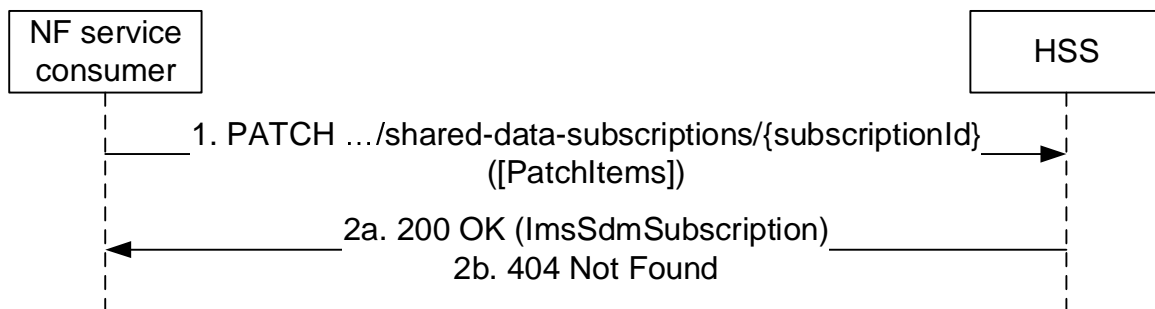 NF service
consumer
HSS
1. PATCH …/shared-data-subscriptions/{subscriptionId}
([PatchItems])
2a. 200 OK (ImsSdmSubscription)
2b. 404 Not Found